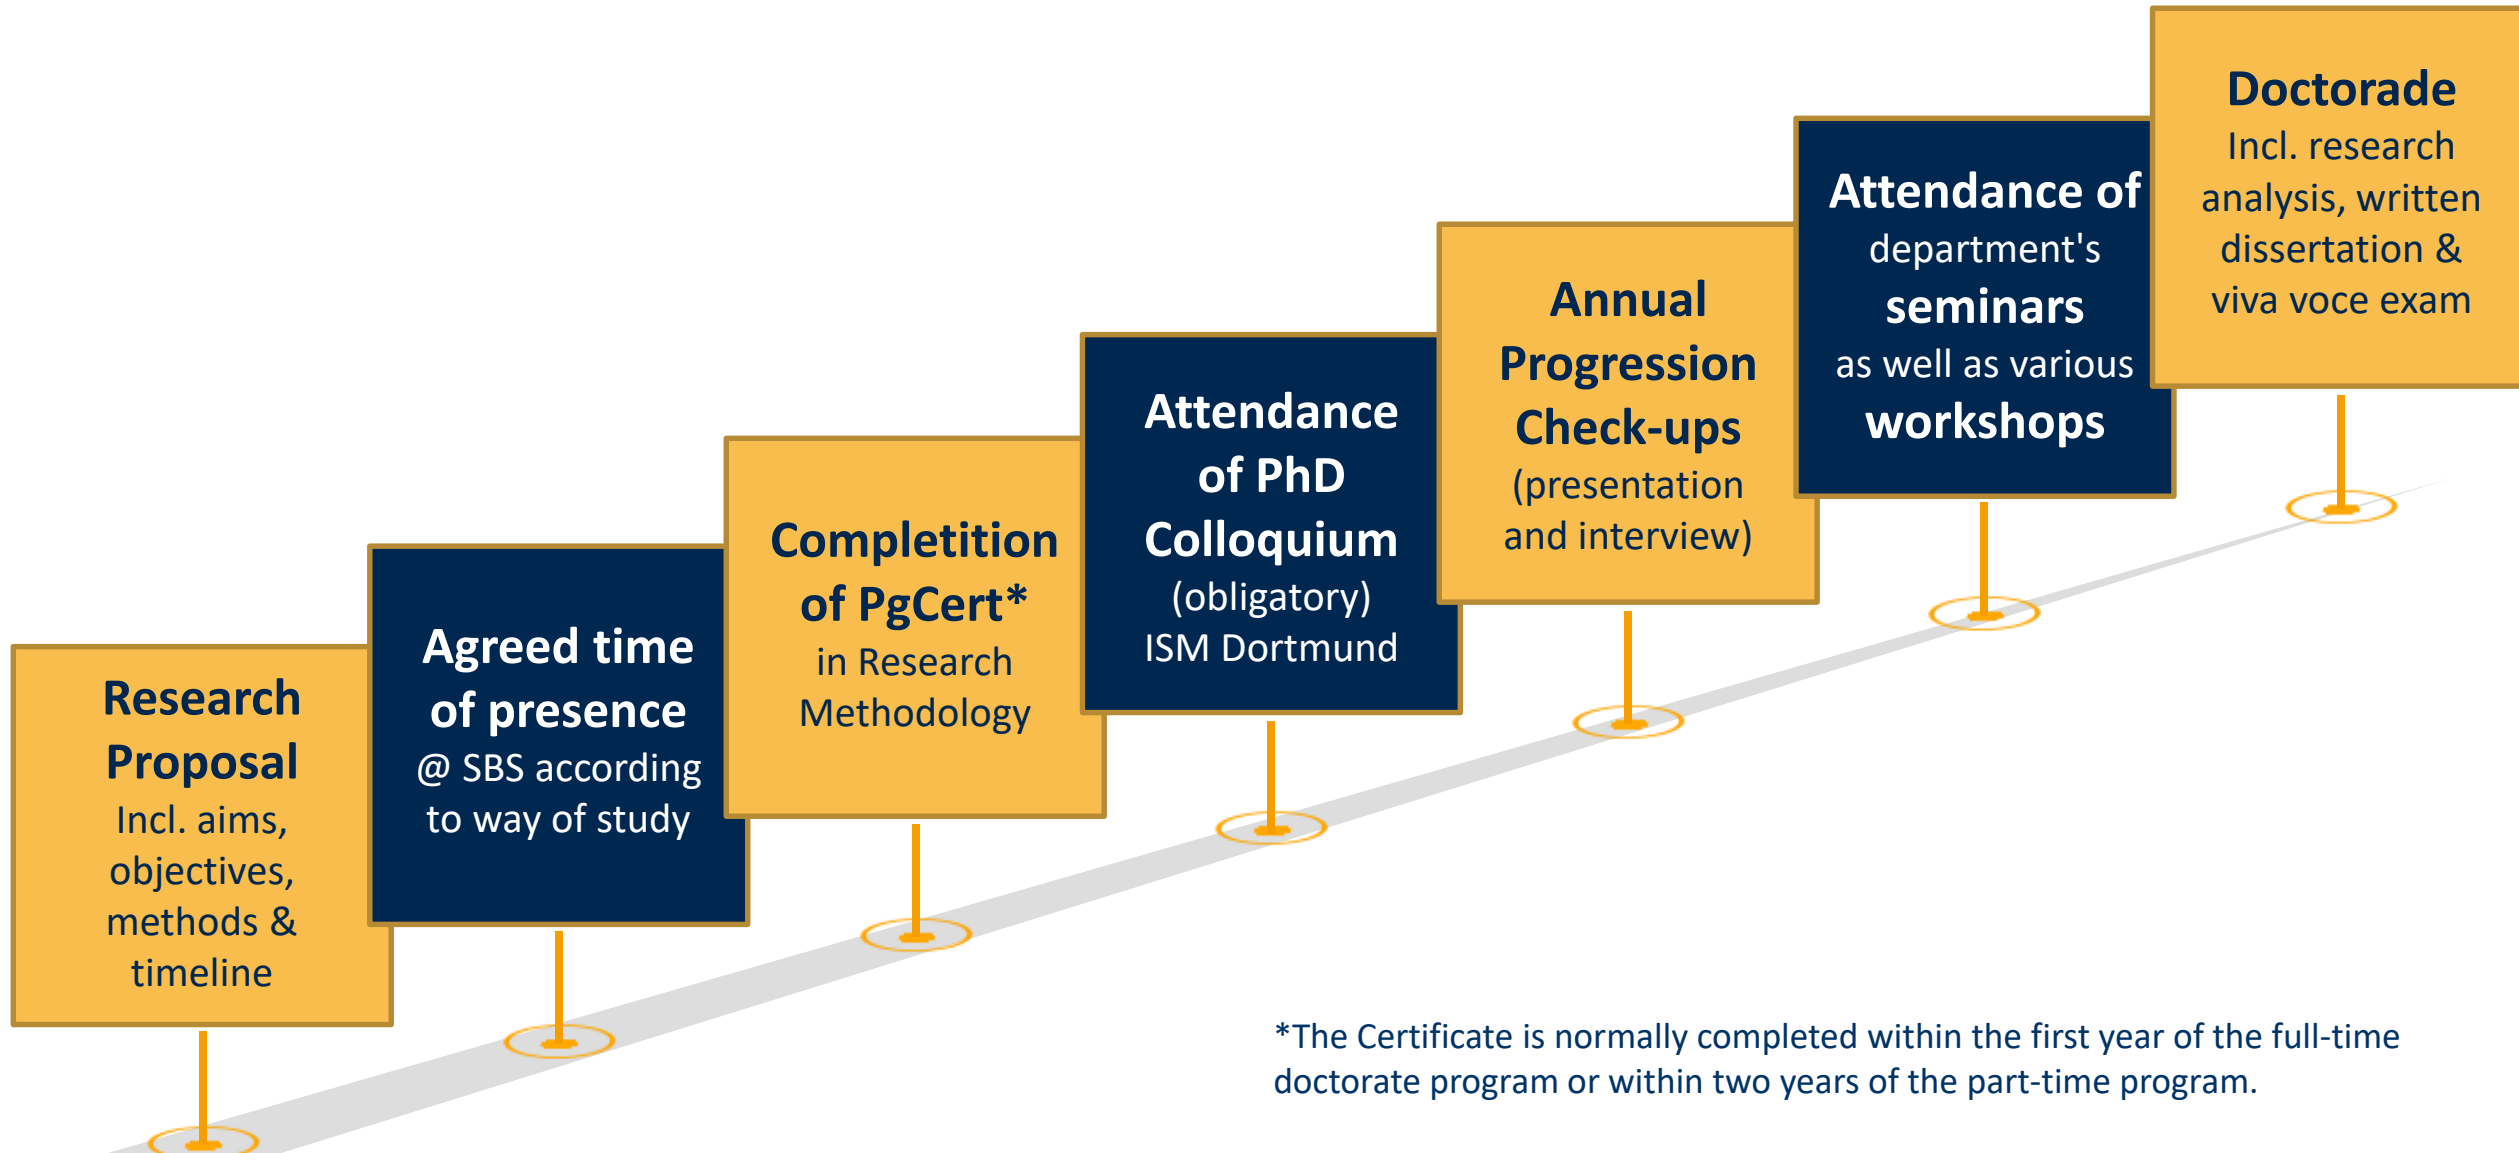 Research
Proposal
Incl. aims,
objectives,
methods &
timeline
Agreed time
of presence
@ SBS according
to way of study
Completition
of PgCert*
in Research
Methodology
Attendance
of PhD
Colloquium
(obligatory)
ISM Dortmund
Annual
Progression
Check-ups
(presentation
and interview)
Attendance of
department's
seminars
as well as various
workshops
Doctorade
Incl. research
analysis, written
dissertation &
viva voce exam
*The Certificate is normally completed within the first year of the full-time
doctorate program or within two years of the part-time program.